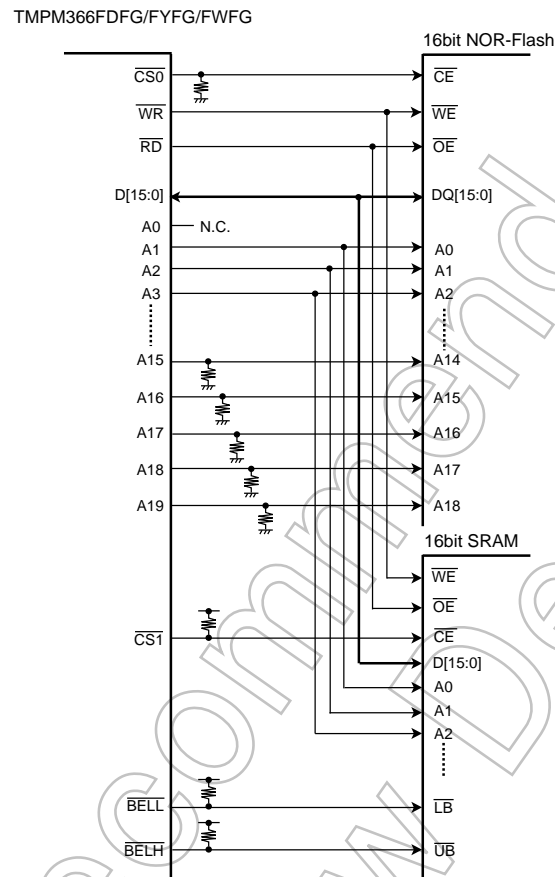 TMPM366FDFG/FYFG/FWFG
16bit NOR-Flash
CS0 CE
WR WE
RD OE
D[15:0] DQ[15:0]
A0 N.C.
A1 A0
A2 A1
A3 A2
A15 A14
A16 A15
A17 A16
A18 A17
A19 A18
16bit SRAM
WE
OE
CS1 CE
D[15:0]
A0
A1
A2
BELL LB
BELH UB